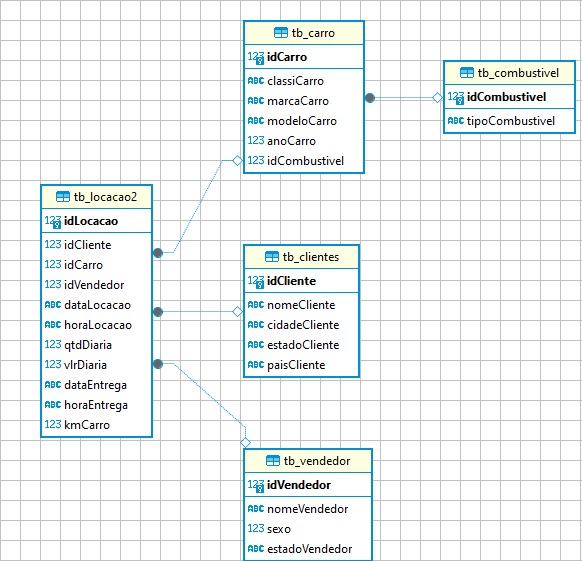 tb_carro
123 idCarro
ABC classiCarro
ABC marcaCarro
ABC modeloCarro
123 anoCarro
123 idCombustivel
tb_combustivel
123 idCombustivel
ABC tipoCombustivel
tb_locacao2
123 idLocacao
123 idCliente
123 idCarro
123 idVendedor
ABC dataLocacao
ABC horaLocacao
123 qtdDiaria
123 vlrDiaria
ABC dataEntrega
ABC horaEntrega
123 kmCarro
tb_clientes
123 idCliente
ABC nomeCliente
ABC cidadeCliente
ABC estadoCliente
ABC paisCliente
tb_vendedor
123 idVendedor
ABC nomeVendedor
123 sexo
ABC estadoVendedor